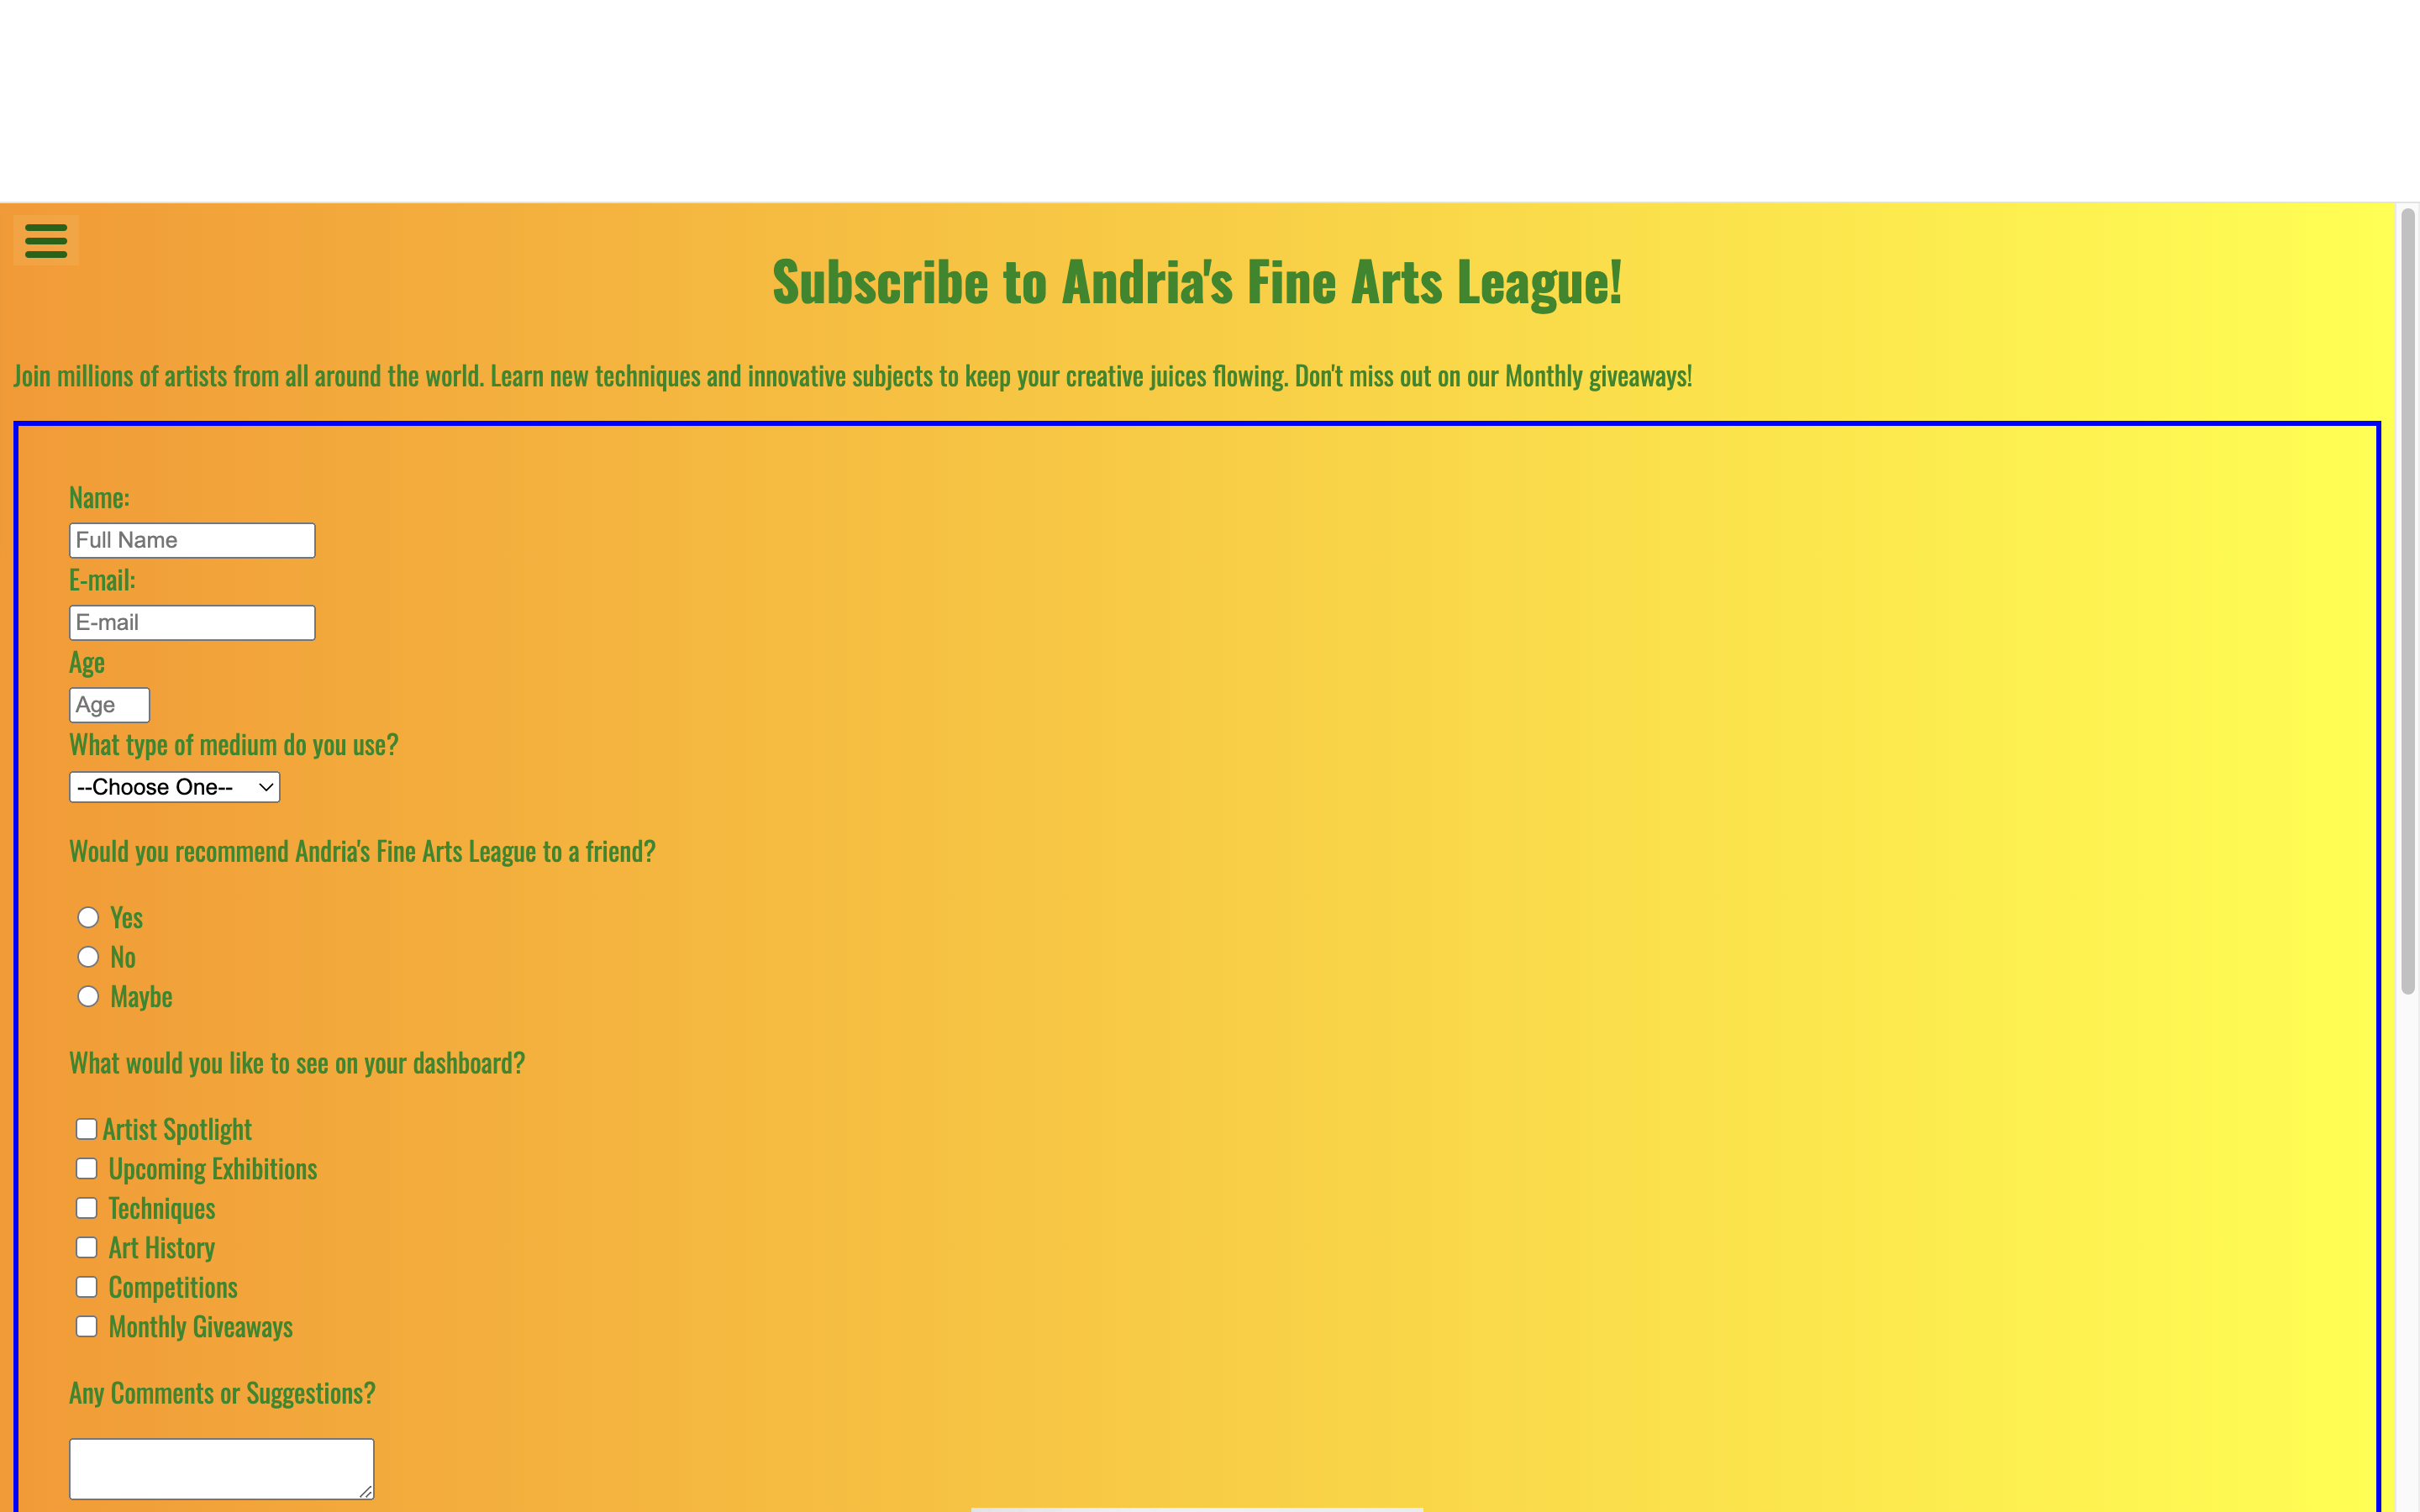 Subscribe to Andria's Fine Arts League!
Join millions of artists from all around the world. Learn new techniques and innovative subjects to keep your creative juices flowing. Don't miss out on our Monthly giveaways!
Name:
Full Name
E-mail:
E-mail
Age
Age
What type of medium do you use?
--Choose One--
Would you recommend Andria's Fine Arts League to a friend?
Yes
No
Maybe
What would you like to see on your dashboard?
Artist Spotlight
Upcoming Exhibitions
Techniques
Art History
Competitions
Monthly Giveaways
Any Comments or Suggestions?